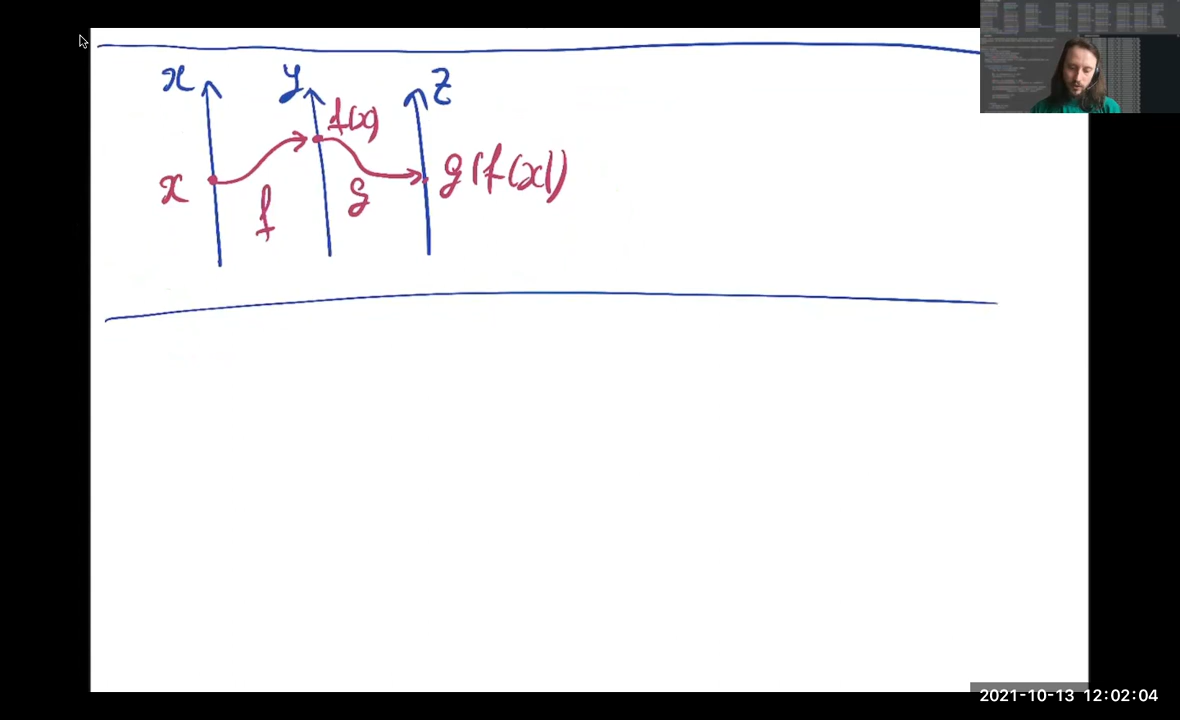 x y z
f(x)
x g(f(x))
f g
2021-10-13 12:02:04